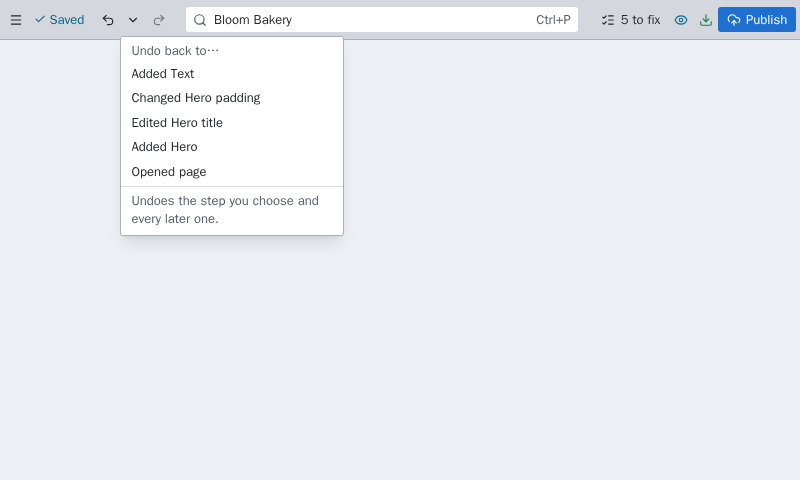 Saved
Bloom Bakery
Ctrl+P
5 to fix
Publish
Undo back to⋯
Added Text
Changed Hero padding
Edited Hero title
Added Hero
Opened page
Undoes the step you choose and
every later one.